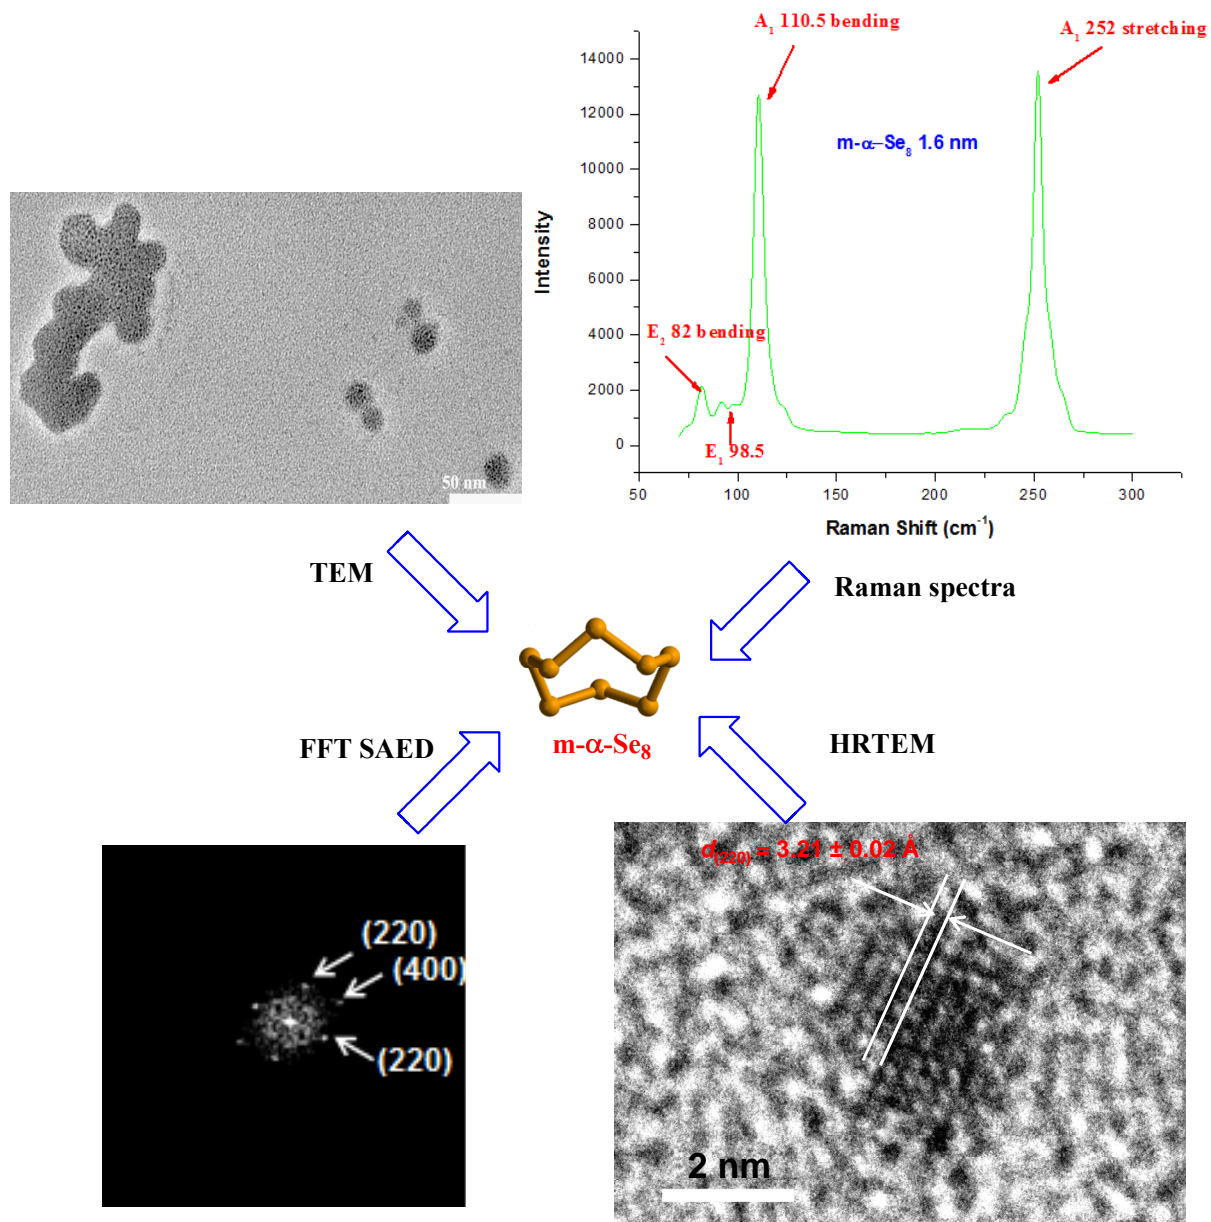 A₁ 110.5 bending
A₁ 252 stretching
14000
12000
10000
8000
6000
4000
2000
0
Intensity
m-α–Se₈ 1.6 nm
E₂ 82 bending
E₁ 98.5
50 100 150 200 250 300
Raman Shift (cm⁻¹)
50 nm
TEM
Raman spectra
FFT SAED
m-α-Se₈
HRTEM
(220)
(400)
(220)
d(220) = 3.21 ± 0.02 Å
2 nm